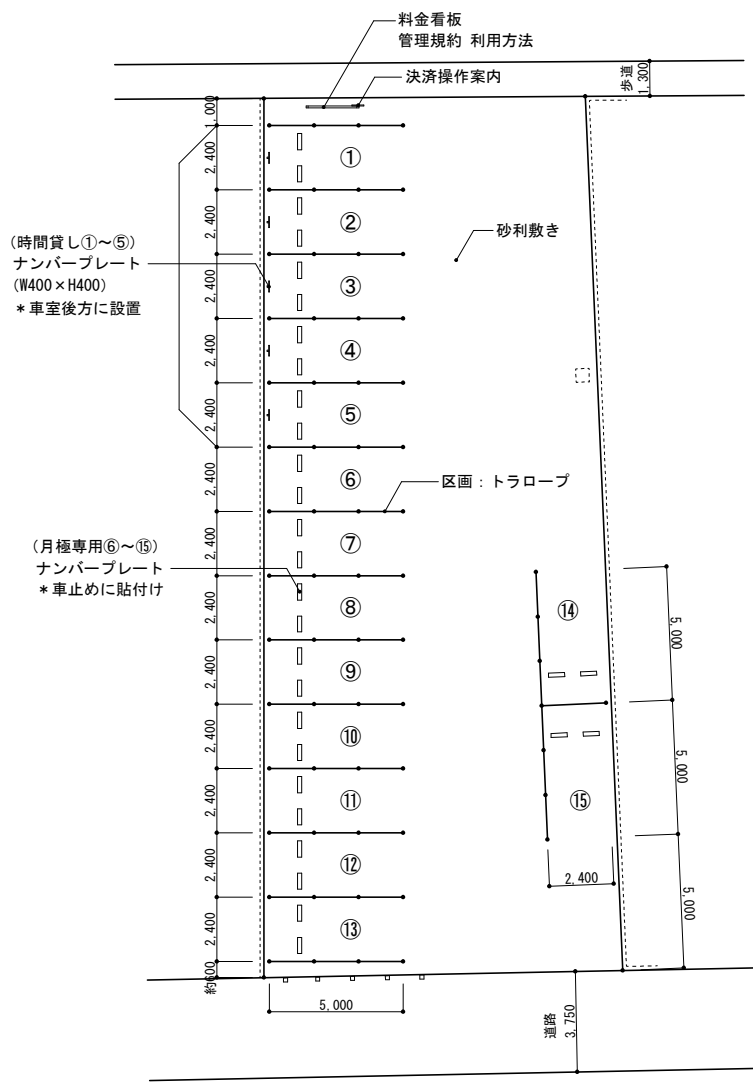 料金看板
管理規約 利用方法
決済操作案内
歩道
1,300
1,000
2,400
①
2,400
②
砂利敷き
(時間貸し①～⑤)
ナンバープレート
(W400×H400)
＊車室後方に設置
2,400
③
2,400
④
2,400
⑤
2,400
⑥
区画：トラロープ
2,400
⑦
(月極専用⑥～⑮)
ナンバープレート
＊車止めに貼付け
2,400
⑧
⑭
5,000
2,400
⑨
2,400
⑩
5,000
2,400
⑪
⑮
2,400
⑫
2,400
5,000
2,400
⑬
約600
5,000
道路
3,750